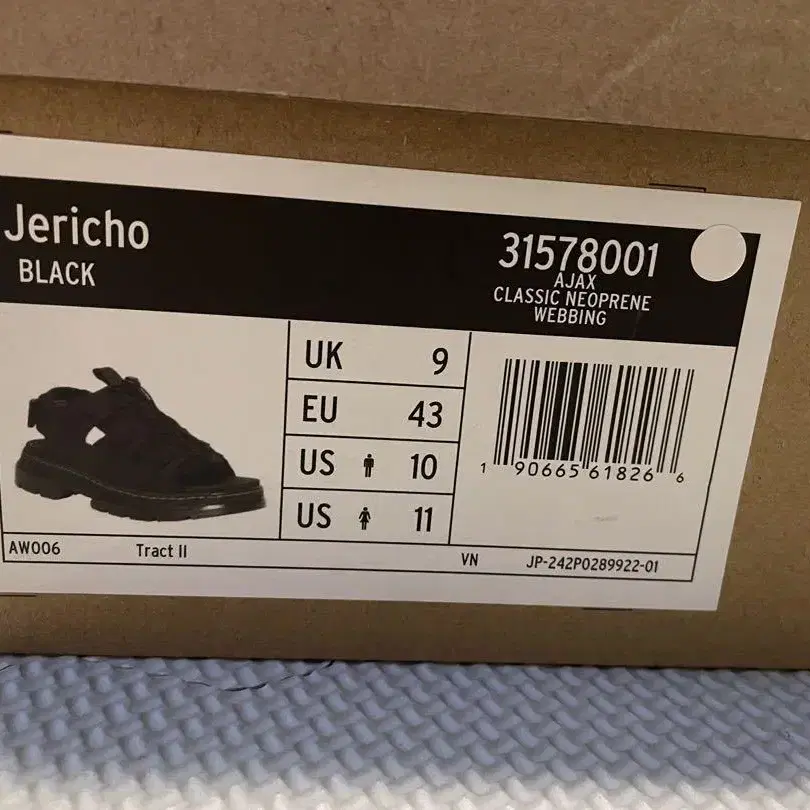 Jericho
BLACK
31578001
AJAX
CLASSIC NEOPRENE
WEBBING
UK 9
EU 43
US 10
US 11
1 90665 61826 6
AW006 Tract II VN JP-242P0289922-01